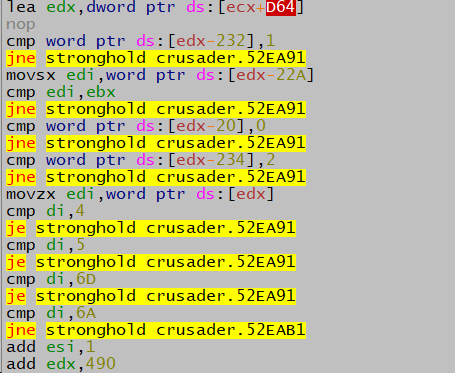 lea edx,dword ptr ds:[ecx+D64]
nop
cmp word ptr ds:[edx-232],1
jne stronghold crusader.52EA91
movsx edi,word ptr ds:[edx-22A]
cmp edi,ebx
jne stronghold crusader.52EA91
cmp word ptr ds:[edx-20],0
jne stronghold crusader.52EA91
cmp word ptr ds:[edx-234],2
jne stronghold crusader.52EA91
movzx edi,word ptr ds:[edx]
cmp di,4
je stronghold crusader.52EA91
cmp di,5
je stronghold crusader.52EA91
cmp di,6D
je stronghold crusader.52EA91
cmp di,6A
jne stronghold crusader.52EAB1
add esi,1
add edx,490